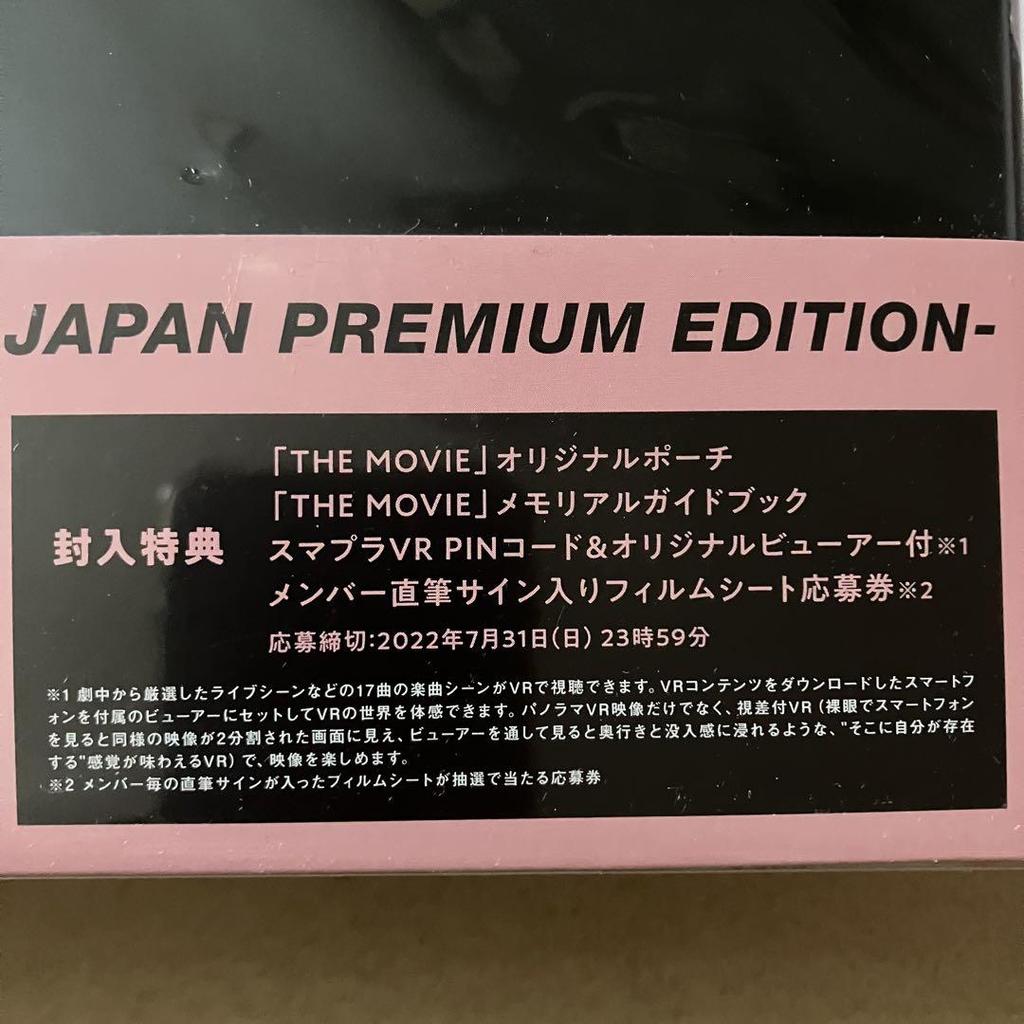 JAPAN PREMIUM EDITION-
「THE MOVIE」オリジナルポーチ
「THE MOVIE」メモリアルガイドブック
封入特典
スマプラVR PINコード&オリジナルビューアー付※1
メンバー直筆サイン入りフィルムシート応募券※2
応募締切:2022年7月31日(日) 23時59分
※1 劇中から厳選したライブシーンなどの17曲の楽曲シーンがVRで視聴できます。VRコンテンツをダウンロードしたスマートフ
ォンを付属のビューアーにセットしてVRの世界を体感できます。パノラマVR映像だけでなく、視差付VR（裸眼でスマートフォン
を見ると同様の映像が2分割された画面に見え、ビューアーを通して見ると奥行きと没入感に浸れるような、"そこに自分が存在
する"感覚が味わえるVR）で、映像を楽しめます。
※2 メンバー毎の直筆サインが入ったフィルムシートが抽選で当たる応募券